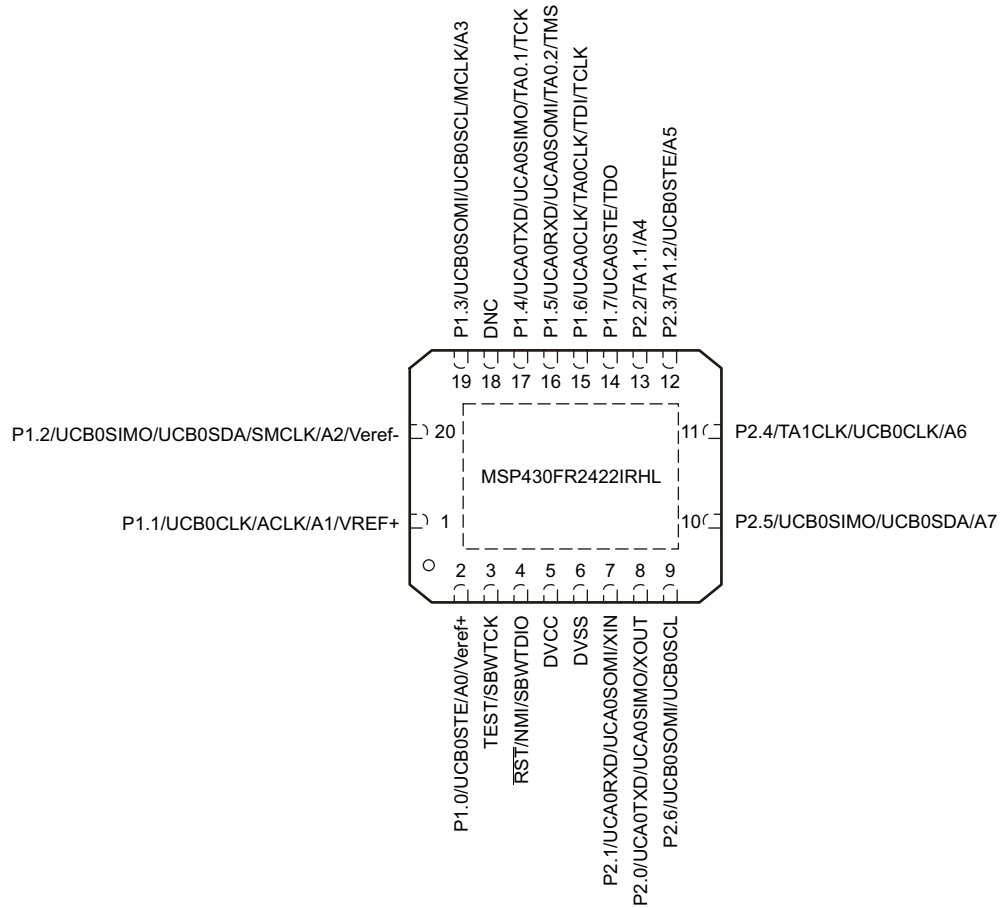 P1.3/UCB0SOMI/UCB0SCL/MCLK/A3
DNC
P1.4/UCA0TXD/UCA0SIMO/TA0.1/TCK
P1.5/UCA0RXD/UCA0SOMI/TA0.2/TMS
P1.6/UCA0CLK/TA0CLK/TDI/TCLK
P1.7/UCA0STE/TDO
P2.2/TA1.1/A4
P2.3/TA1.2/UCB0STE/A5
19 18 17 16 15 14 13 12
P1.2/UCB0SIMO/UCB0SDA/SMCLK/A2/Veref- 20
11 P2.4/TA1CLK/UCB0CLK/A6
MSP430FR2422IRHL
P1.1/UCB0CLK/ACLK/A1/VREF+ 1
10 P2.5/UCB0SIMO/UCB0SDA/A7
2 3 4 5 6 7 8 9
P1.0/UCB0STE/A0/Veref+
TEST/SBWTCK
RST/NMI/SBWTDIO
DVCC
DVSS
P2.1/UCA0RXD/UCA0SOMI/XIN
P2.0/UCA0TXD/UCA0SIMO/XOUT
P2.6/UCB0SOMI/UCB0SCL